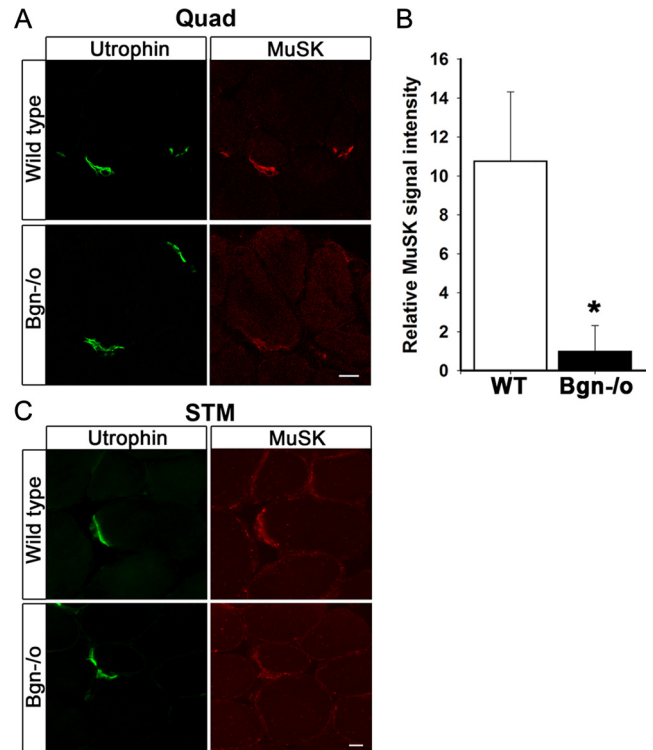 A
Quad
Utrophin
MuSK
Wild type
Bgn-/o
B
Relative MuSK signal intensity
16
14
12
10
8
6
4
2
0
*
WT
Bgn-/o
C
STM
Utrophin
MuSK
Wild type
Bgn-/o